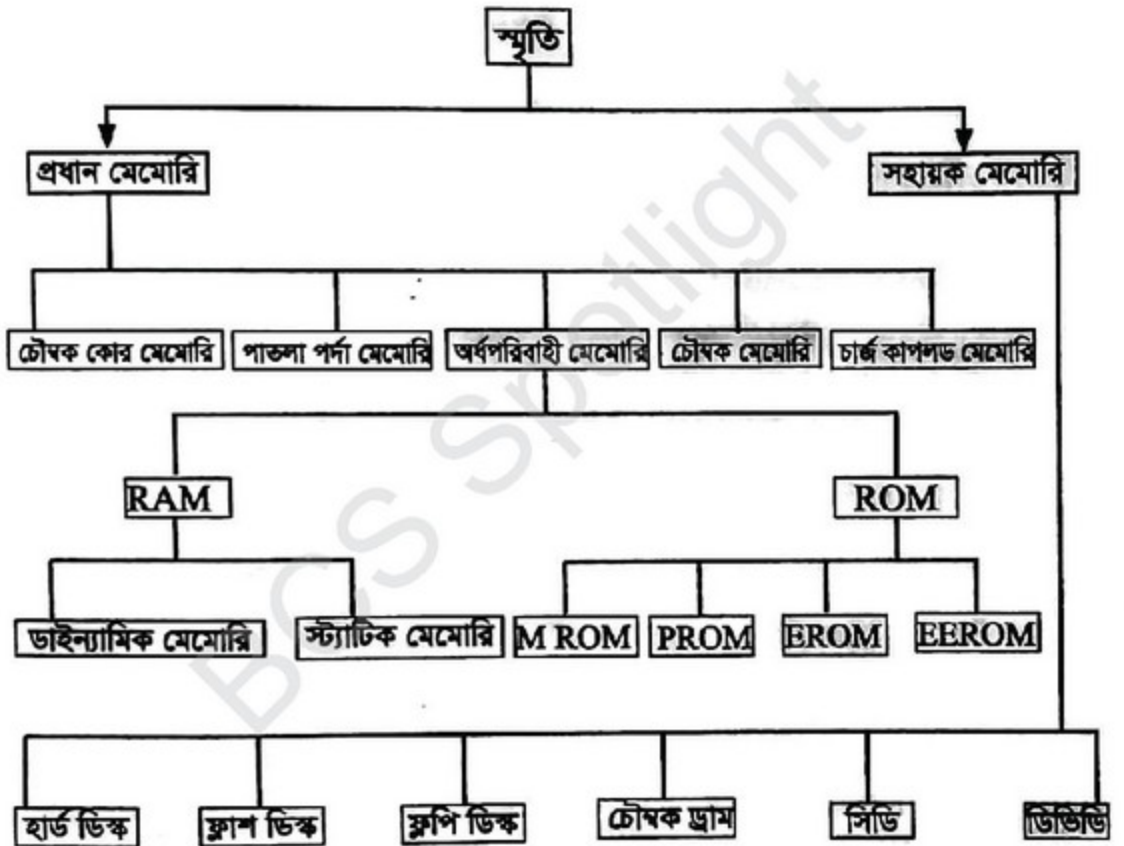 স্মৃতি
প্রধান মেমোরি
সহায়ক মেমোরি
চৌম্বক কোর মেমোরি
পাতলা পর্দা মেমোরি
অর্ধপরিবাহী মেমোরি
চৌম্বক মেমোরি
চার্জ কাপলড মেমোরি
RAM
ROM
ডাইন্যামিক মেমোরি
স্ট্যাটিক মেমোরি
M ROM
PROM
EROM
EEROM
হার্ড ডিস্ক
ফ্লাশ ডিস্ক
ফ্লপি ডিস্ক
চৌম্বক ড্রাম
সিডি
ডিভিডি
BCS Spotlight